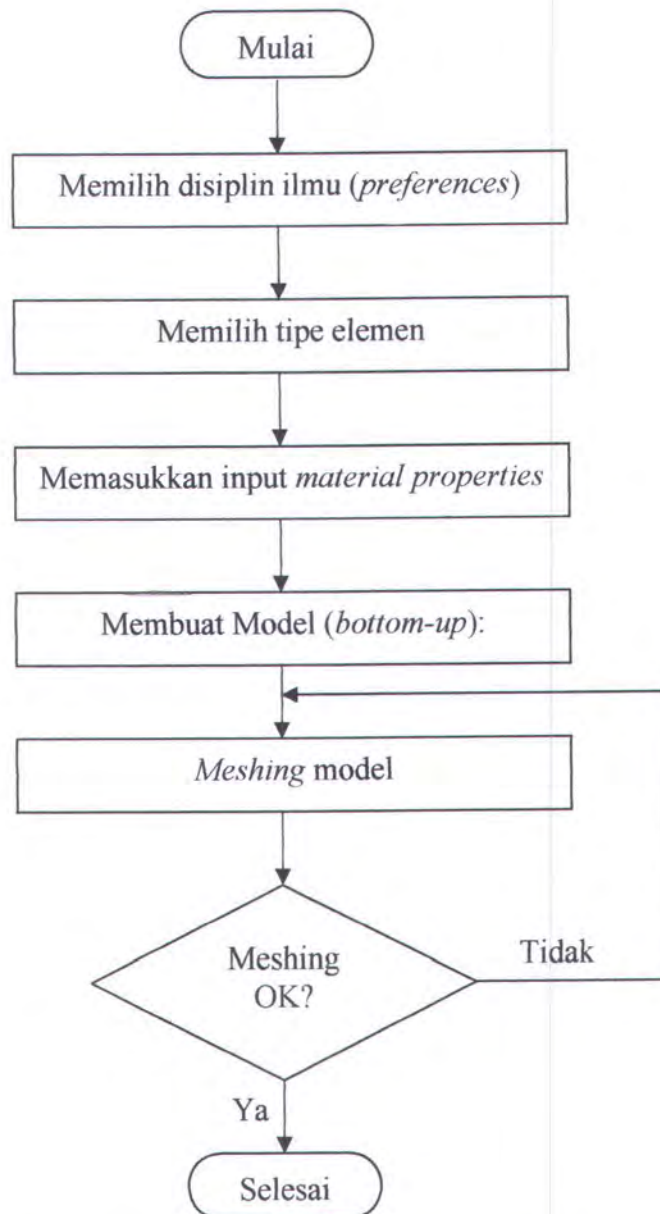 Mulai
Memilih disiplin ilmu (preferences)
Memilih tipe elemen
Memasukkan input material properties
Membuat Model (bottom-up):
Meshing model
Meshing
OK?
Tidak
Ya
Selesai